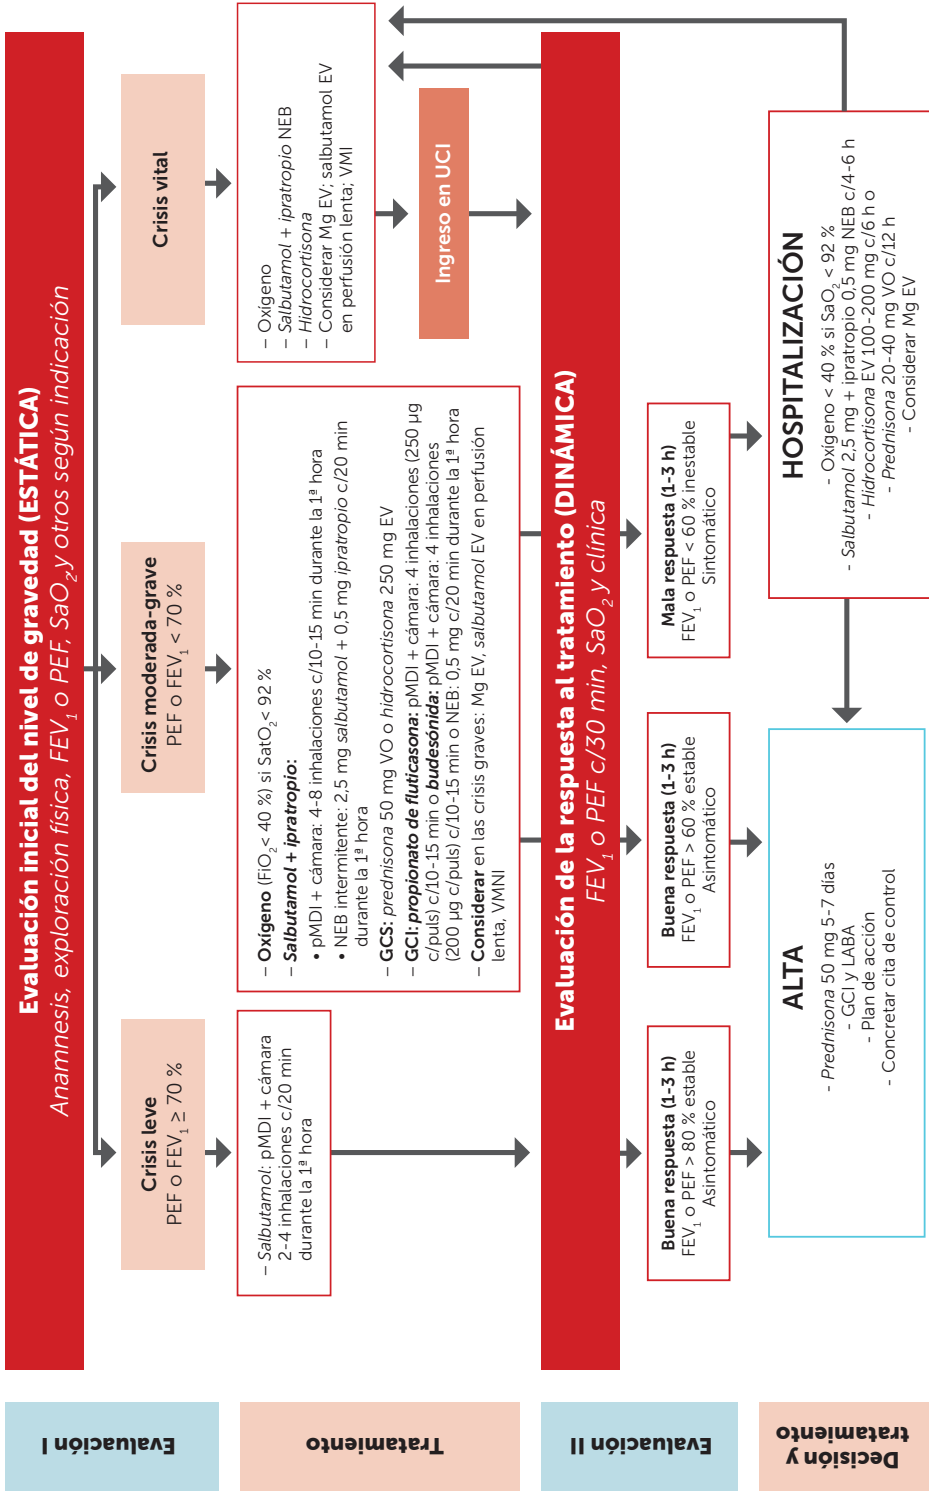 Evaluación I
Evaluación inicial del nivel de gravedad (ESTÁTICA)
Anamnesis, exploración física, FEV₁ o PEF, SaO₂ y otros según indicación
Crisis leve
PEF o FEV₁ ≥ 70 %
Crisis moderada-grave
PEF o FEV₁ < 70 %
Crisis vital
Tratamiento
– Salbutamol: pMDI + cámara
2-4 inhalaciones c/20 min
durante la 1ª hora
– Oxígeno (FiO₂< 40 %) si SatO₂< 92 %
– Salbutamol + ipratropio:
• pMDI + cámara: 4-8 inhalaciones c/10-15 min durante la 1ª hora
• NEB intermitente: 2,5 mg salbutamol + 0,5 mg ipratropio c/20 min
durante la 1ª hora
– GCS: prednisona 50 mg VO o hidrocortisona 250 mg EV
– GCI: propionato de fluticasona: pMDI + cámara: 4 inhalaciones (250 µg
c/puls) c/10-15 min o budesónida: pMDI + cámara: 4 inhalaciones
(200 µg c/puls) c/10-15 min o NEB: 0,5 mg c/20 min durante la 1ª hora
– Considerar en las crisis graves: Mg EV, salbutamol EV en perfusión
lenta, VMNI
– Oxígeno
– Salbutamol + ipratropio NEB
– Hidrocortisona
– Considerar Mg EV; salbutamol EV
en perfusión lenta; VMI
Ingreso en UCI
Evaluación II
Evaluación de la respuesta al tratamiento (DINÁMICA)
FEV₁ o PEF c/30 min, SaO₂ y clínica
Buena respuesta (1-3 h)
FEV₁ o PEF > 80 % estable
Asintomático
Buena respuesta (1-3 h)
FEV₁ o PEF > 60 % estable
Asintomático
Mala respuesta (1-3 h)
FEV₁ o PEF < 60 % inestable
Sintomático
Decisión y
tratamiento
ALTA
- Prednisona 50 mg 5-7 días
- GCI y LABA
- Plan de acción
- Concretar cita de control
HOSPITALIZACIÓN
- Oxígeno < 40 % si SaO₂ < 92 %
- Salbutamol 2,5 mg + ipratropio 0,5 mg NEB c/4-6 h
- Hidrocortisona EV 100-200 mg c/6 h o
- Prednisona 20-40 mg VO c/12 h
- Considerar Mg EV